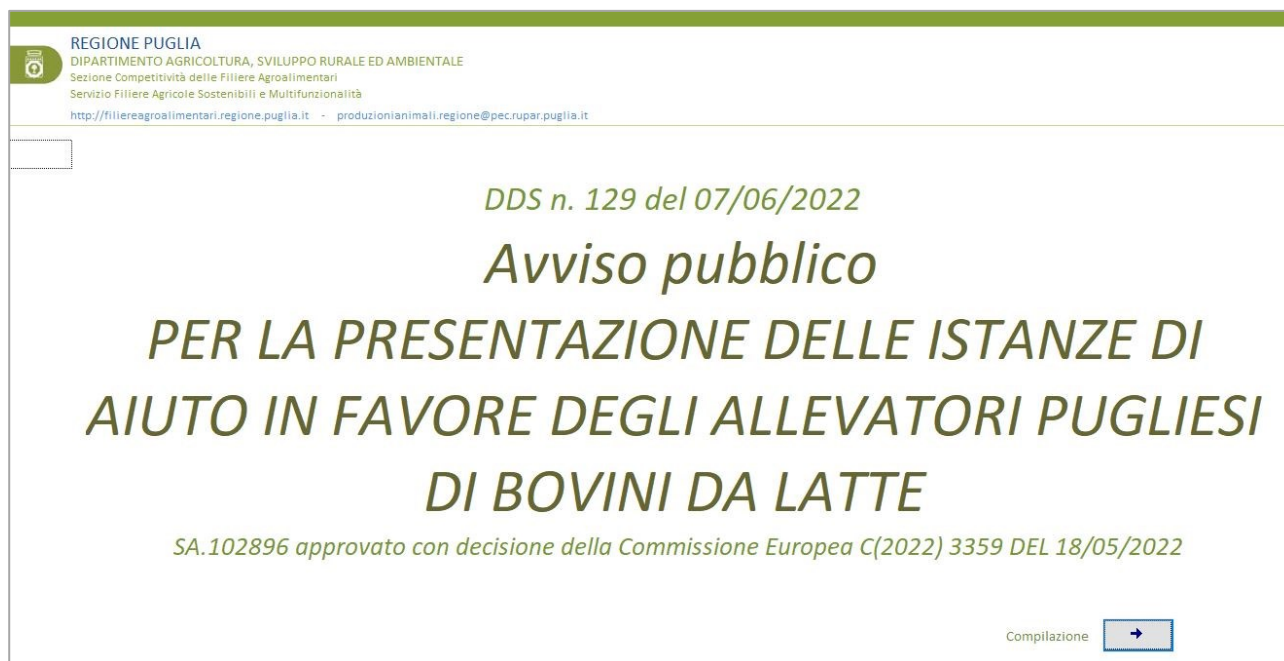 REGIONE PUGLIA
DIPARTIMENTO AGRICOLTURA, SVILUPPO RURALE ED AMBIENTALE
Sezione Competitività delle Filiere Agroalimentari
Servizio Filiere Agricole Sostenibili e Multifunzionalità
http://filiereagroalimentari.regione.puglia.it - produzionianimali.regione@pec.rupar.puglia.it
DDS n. 129 del 07/06/2022
Avviso pubblico
PER LA PRESENTAZIONE DELLE ISTANZE DI
AIUTO IN FAVORE DEGLI ALLEVATORI PUGLIESI
DI BOVINI DA LATTE
SA.102896 approvato con decisione della Commissione Europea C(2022) 3359 DEL 18/05/2022
Compilazione